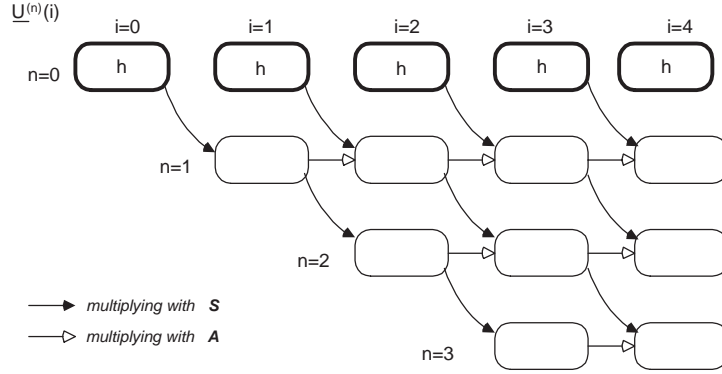 U⁽ⁿ⁾(i)
i=0 i=1 i=2 i=3 i=4
n=0 h h h h h
n=1
n=2
multiplying with S
multiplying with A
n=3